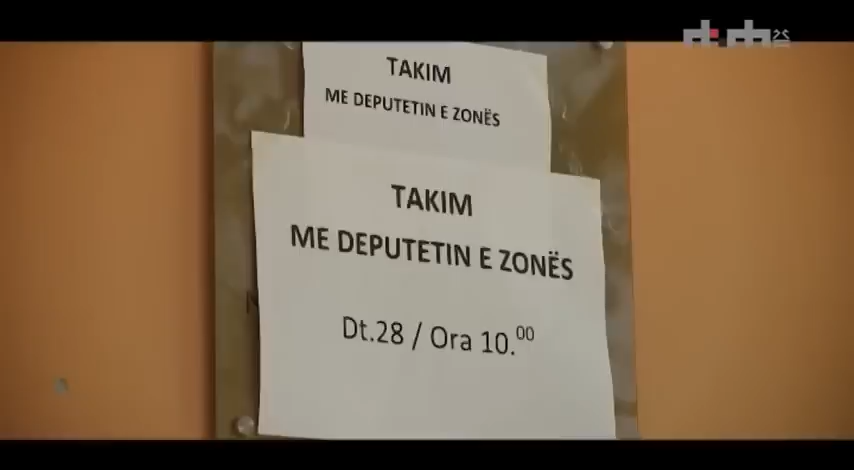 TAKIM
ME DEPUTETIN E ZONËS
TAKIM
ME DEPUTETIN E ZONËS
Dt.28 / Ora 10.00